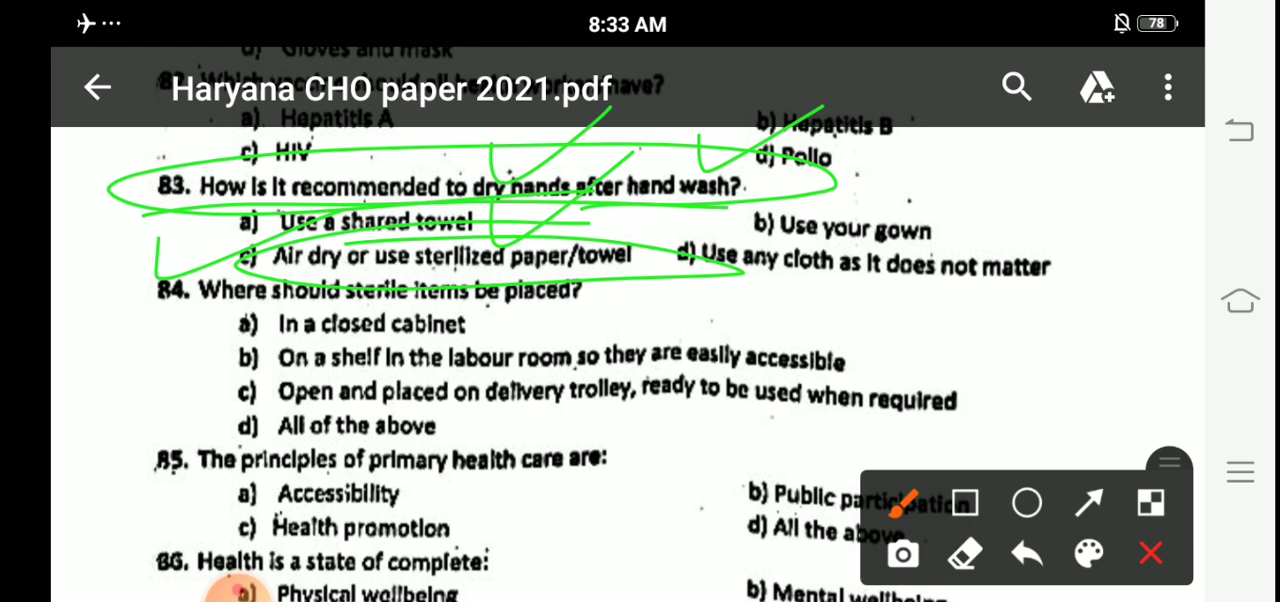 8:33 AM
78
d) Gloves and mask
Haryana CHO paper 2021.pdf
have?
a) Hepatitis A
b) Hepatitis B
c) HIV
d) Polio
83. How is it recommended to dry hands after hand wash?
a) Use a shared towel
b) Use your gown
c) Air dry or use sterilized paper/towel
d) Use any cloth as it does not matter
84. Where should sterile items be placed?
a) In a closed cabinet
b) On a shelf in the labour room so they are easily accessible
c) Open and placed on delivery trolley, ready to be used when required
d) All of the above
85. The principles of primary health care are:
a) Accessibility
b) Public participation
c) Health promotion
d) All the above
86. Health is a state of complete:
a) Physical wellbeing
b) Mental wellbeing